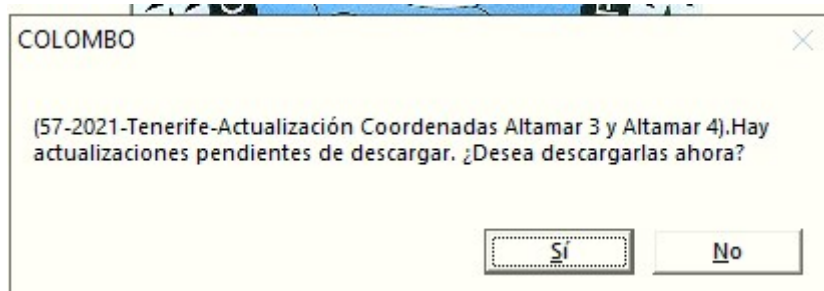 COLOMBO
(57-2021-Tenerife-Actualización Coordenadas Altamar 3 y Altamar 4).Hay
actualizaciones pendientes de descargar. ¿Desea descargarlas ahora?
Sí
No